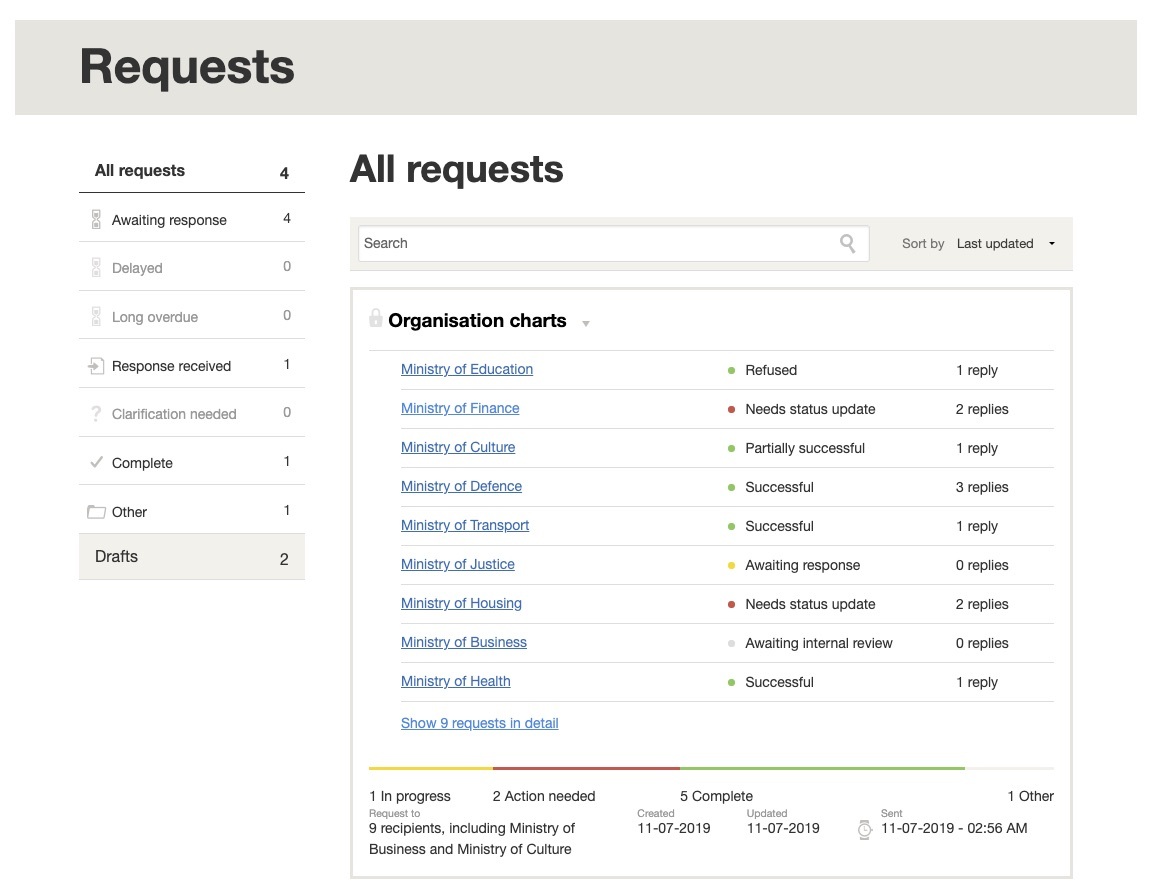 Requests
All requests 4
Awaiting response 4
Delayed 0
Long overdue 0
Response received 1
Clarification needed 0
Complete 1
Other 1
Drafts 2
All requests
Search
Sort by Last updated
Organisation charts
Ministry of Education Refused 1 reply
Ministry of Finance Needs status update 2 replies
Ministry of Culture Partially successful 1 reply
Ministry of Defence Successful 3 replies
Ministry of Transport Successful 1 reply
Ministry of Justice Awaiting response 0 replies
Ministry of Housing Needs status update 2 replies
Ministry of Business Awaiting internal review 0 replies
Ministry of Health Successful 1 reply
Show 9 requests in detail
1 In progress 2 Action needed 5 Complete 1 Other
Request to Created Updated Sent
9 recipients, including Ministry of 11-07-2019 11-07-2019 11-07-2019 - 02:56 AM
Business and Ministry of Culture